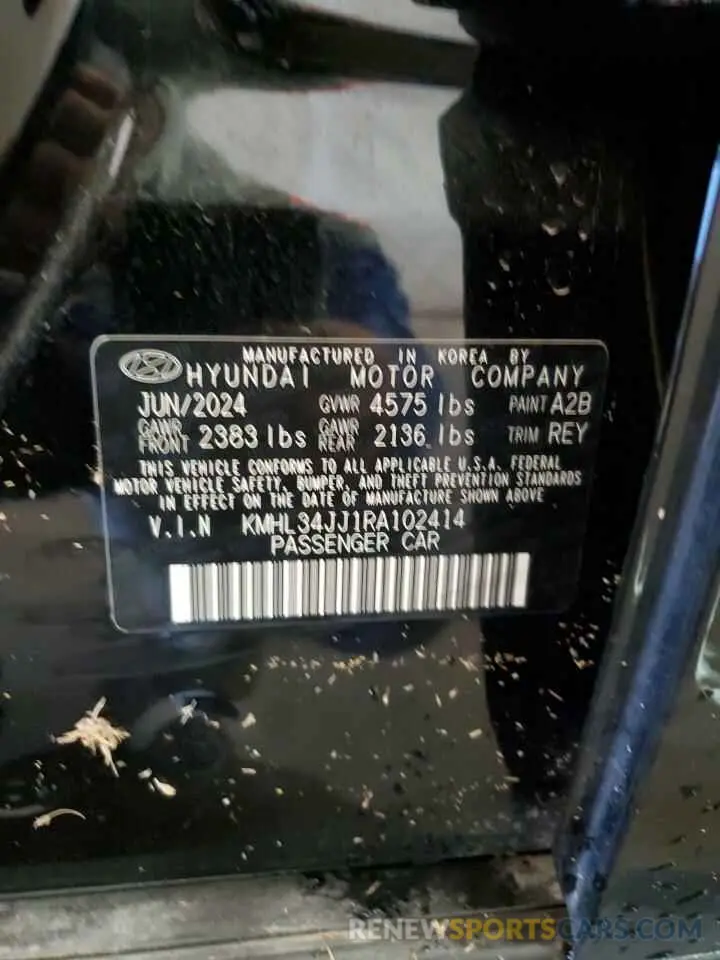 MANUFACTURED IN KOREA BY
HYUNDAI MOTOR COMPANY
JUN/2024 GVWR 4575 lbs PAINT A2B
GAWR FRONT 2383 lbs GAWR REAR 2136 lbs TRIM REY
THIS VEHICLE CONFORMS TO ALL APPLICABLE U.S.A. FEDERAL
MOTOR VEHICLE SAFETY, BUMPER, AND THEFT PREVENTION STANDARDS
IN EFFECT ON THE DATE OF MANUFACTURE SHOWN ABOVE
V.I.N KMHL34JJ1RA102414
PASSENGER CAR
RENEWSPORTSCARS.COM